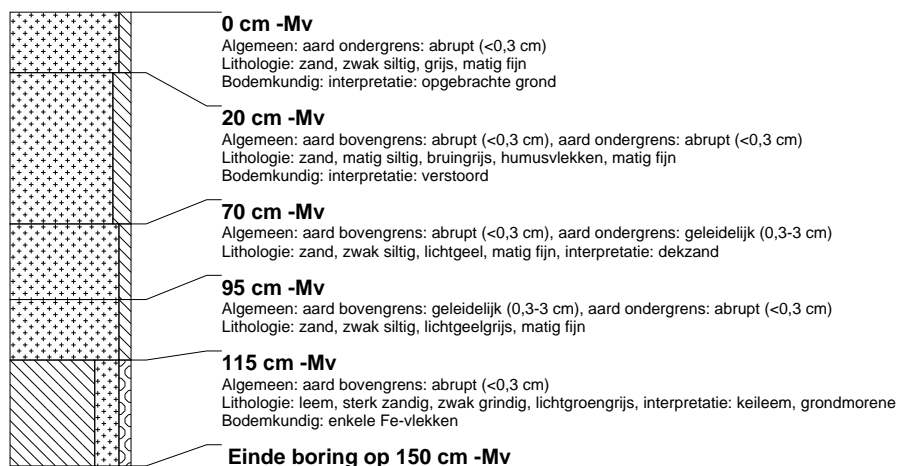 0 cm -Mv
Algemeen: aard ondergrens: abrupt (<0,3 cm)
Lithologie: zand, zwak siltig, grijs, matig fijn
Bodemkundig: interpretatie: opgebrachte grond
20 cm -Mv
Algemeen: aard bovengrens: abrupt (<0,3 cm), aard ondergrens: abrupt (<0,3 cm)
Lithologie: zand, matig siltig, bruingrijs, humusvlekken, matig fijn
Bodemkundig: interpretatie: verstoord
70 cm -Mv
Algemeen: aard bovengrens: abrupt (<0,3 cm), aard ondergrens: geleidelijk (0,3-3 cm)
Lithologie: zand, zwak siltig, lichtgeel, matig fijn, interpretatie: dekzand
95 cm -Mv
Algemeen: aard bovengrens: geleidelijk (0,3-3 cm), aard ondergrens: abrupt (<0,3 cm)
Lithologie: zand, zwak siltig, lichtgeelgrijs, matig fijn
115 cm -Mv
Algemeen: aard bovengrens: abrupt (<0,3 cm)
Lithologie: leem, sterk zandig, zwak grindig, lichtgroengrijs, interpretatie: keileem, grondmorene
Bodemkundig: enkele Fe-vlekken
Einde boring op 150 cm -Mv